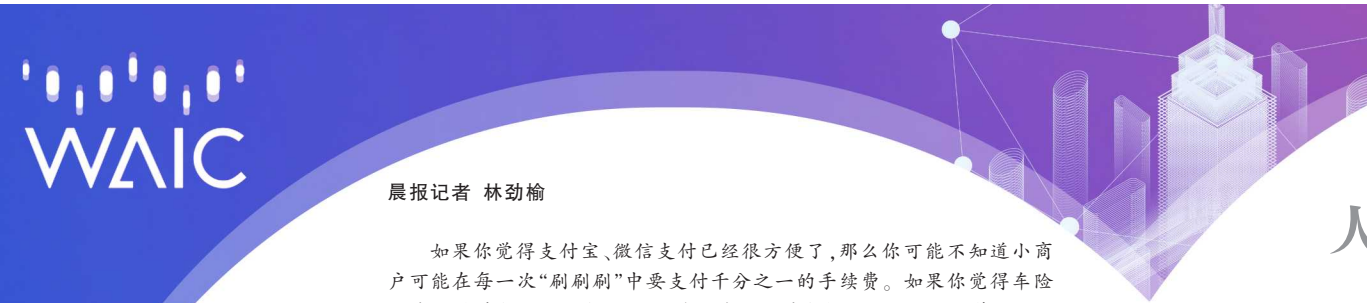 WAIC
晨报记者 林劲榆
人
如果你觉得支付宝、微信支付已经很方便了,那么你可能不知道小商
户可能在每一次“刷刷刷”中要支付千分之一的手续费。如果你觉得车险